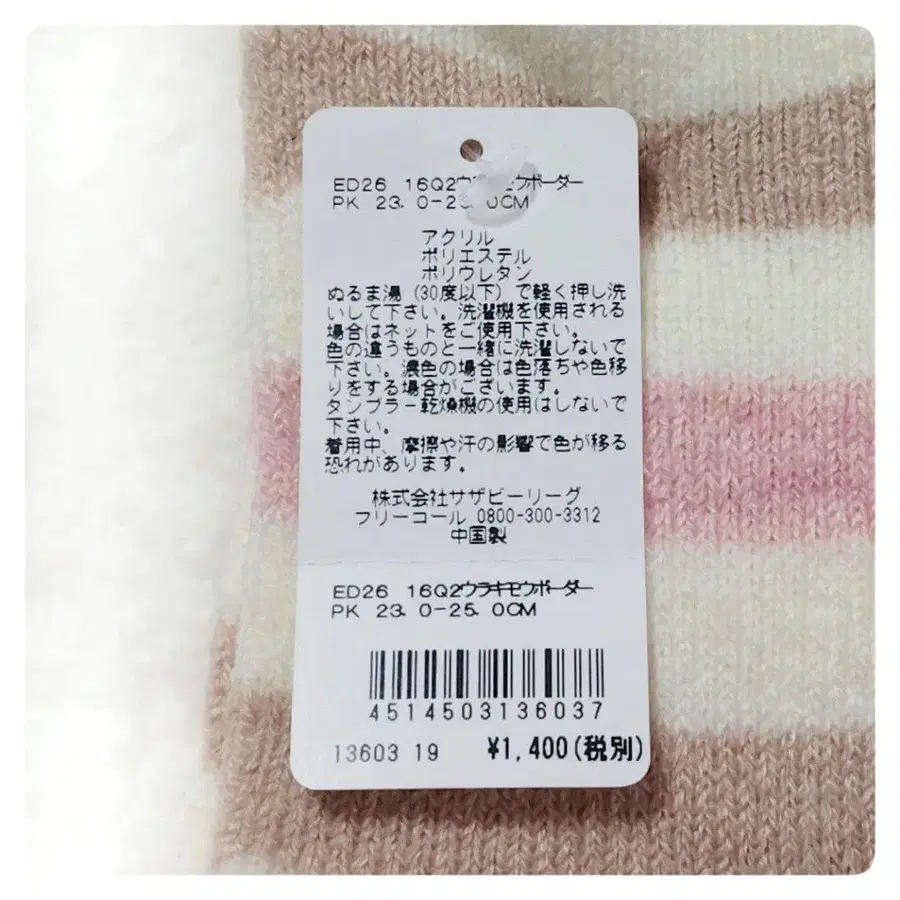 ED26 16Q2ウラキモウボーダー
PK 23. 0-25. 0CM
アクリル
ポリエステル
ポリウレタン
ぬるま湯(30度以下)で軽く押し洗
いして下さい。洗濯機を使用される
場合はネットをご使用下さい。
色の違うものと一緒に洗濯しないで
下さい。濃色の場合は色落ちや色移
りをする場合がございます。
タンブラー乾燥機の使用はしないで
下さい。
着用中、摩擦や汗の影響で色が移る
恐れがあります。
株式会社サザビーリーグ
フリーコール 0800-300-3312
中国製
ED26 16Q2ウラキモウボーダー
PK 23. 0-25. 0CM
4514503136037
13603 19 ¥1,400(税別)